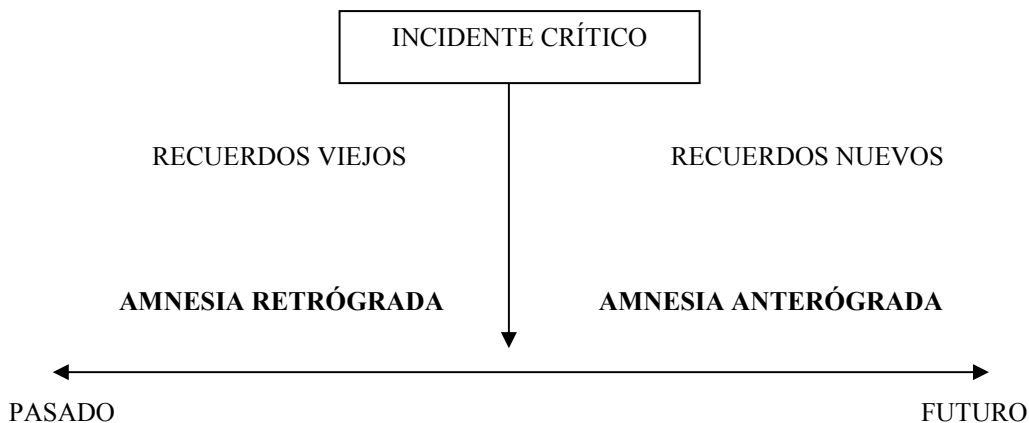 INCIDENTE CRÍTICO
RECUERDOS VIEJOS
RECUERDOS NUEVOS
AMNESIA RETRÓGRADA
AMNESIA ANTERÓGRADA
PASADO
FUTURO